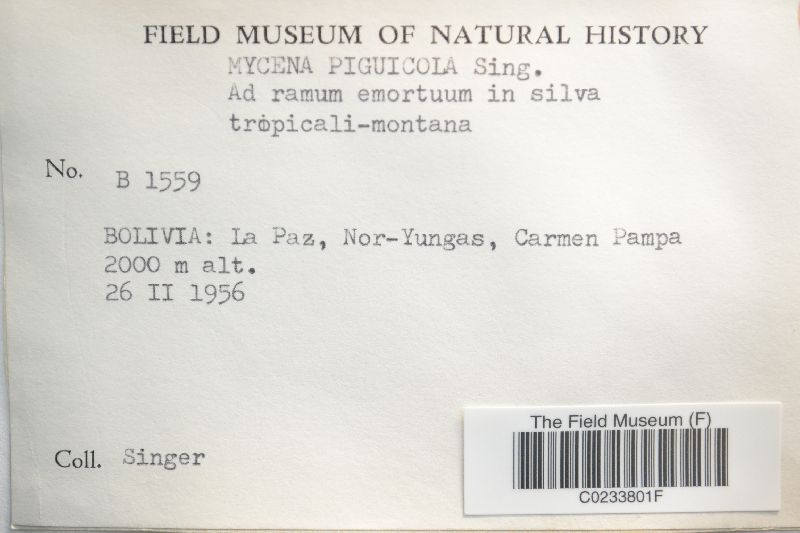 FIELD MUSEUM OF NATURAL HISTORY
MYCENA PIGUICOLA Sing.
Ad ramum emortuum in silva
tropicali-montana
No. B 1559
BOLIVIA: La Paz, Nor-Yungas, Carmen Pampa
2000 m alt.
26 II 1956
The Field Museum (F)
Coll. Singer
C0233801F